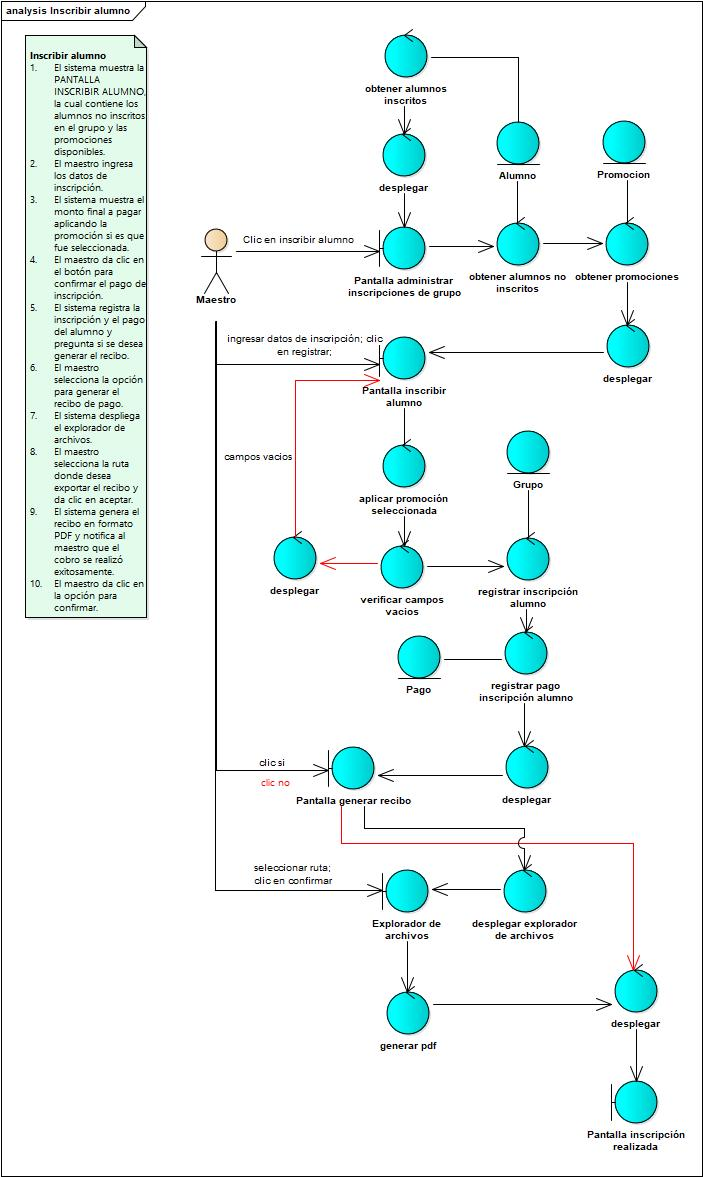 analysis Inscribir alumno
Inscribir alumno
1. El sistema muestra la
PANTALLA
INSCRIBIR ALUMNO,
la cual contiene los
alumnos no inscritos
en el grupo y las
promociones
disponibles.
2. El maestro ingresa
los datos de
inscripción.
3. El sistema muestra el
monto final a pagar
aplicando la
promoción si es que
fue seleccionada.
4. El maestro da clic en
el botón para
confirmar el pago de
inscripción.
5. El sistema registra la
inscripción y el pago
del alumno y
pregunta si se desea
generar el recibo.
6. El maestro
selecciona la opción
para generar el
recibo de pago.
7. El sistema despliega
el explorador de
archivos.
8. El maestro
selecciona la ruta
donde desea
exportar el recibo y
da clic en aceptar.
9. El sistema genera el
recibo en formato
PDF y notifica al
maestro que el
cobro se realizó
exitosamente.
10. El maestro da clic en
la opción para
confirmar.
obtener alumnos
inscritos
desplegar
Alumno
Promocion
Clic en inscribir alumno
Maestro
Pantalla administrar
inscripciones de grupo
obtener alumnos no
inscritos
obtener promociones
ingresar datos de inscripción; clic
en registrar;
Pantalla inscribir
alumno
desplegar
campos vacios
aplicar promoción
seleccionada
Grupo
desplegar
verificar campos
vacios
registrar inscripción
alumno
Pago
registrar pago
inscripción alumno
clic si
clic no
Pantalla generar recibo
desplegar
seleccionar ruta;
clic en confirmar
Explorador de
archivos
desplegar explorador
de archivos
generar pdf
desplegar
Pantalla inscripción
realizada